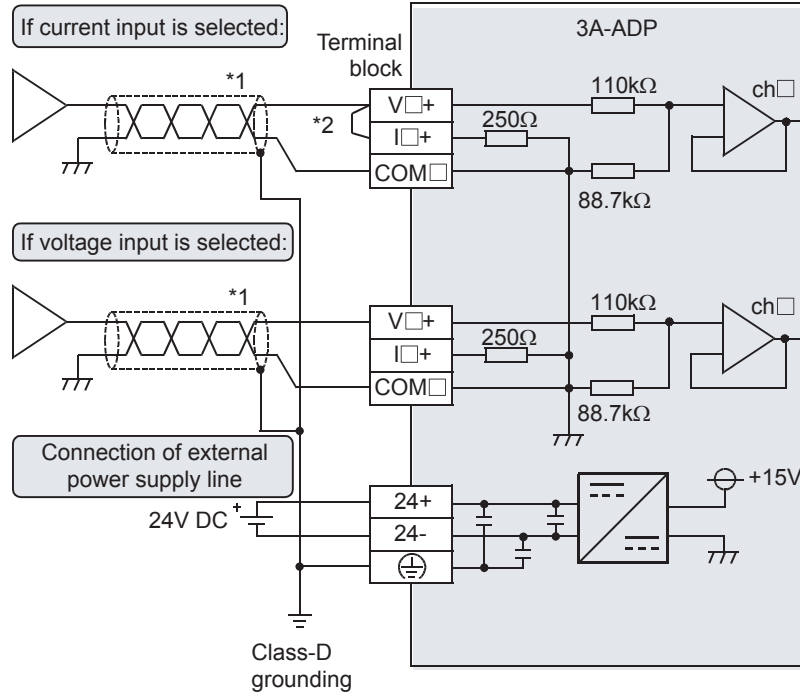 If current input is selected:
3A-ADP
Terminal
block
*1
*2
V□+
I□+
COM□
250Ω
110kΩ
88.7kΩ
ch□
If voltage input is selected:
*1
V□+
I□+
COM□
250Ω
110kΩ
88.7kΩ
ch□
Connection of external
power supply line
24V DC
+
24+
24-
+15V
Class-D
grounding